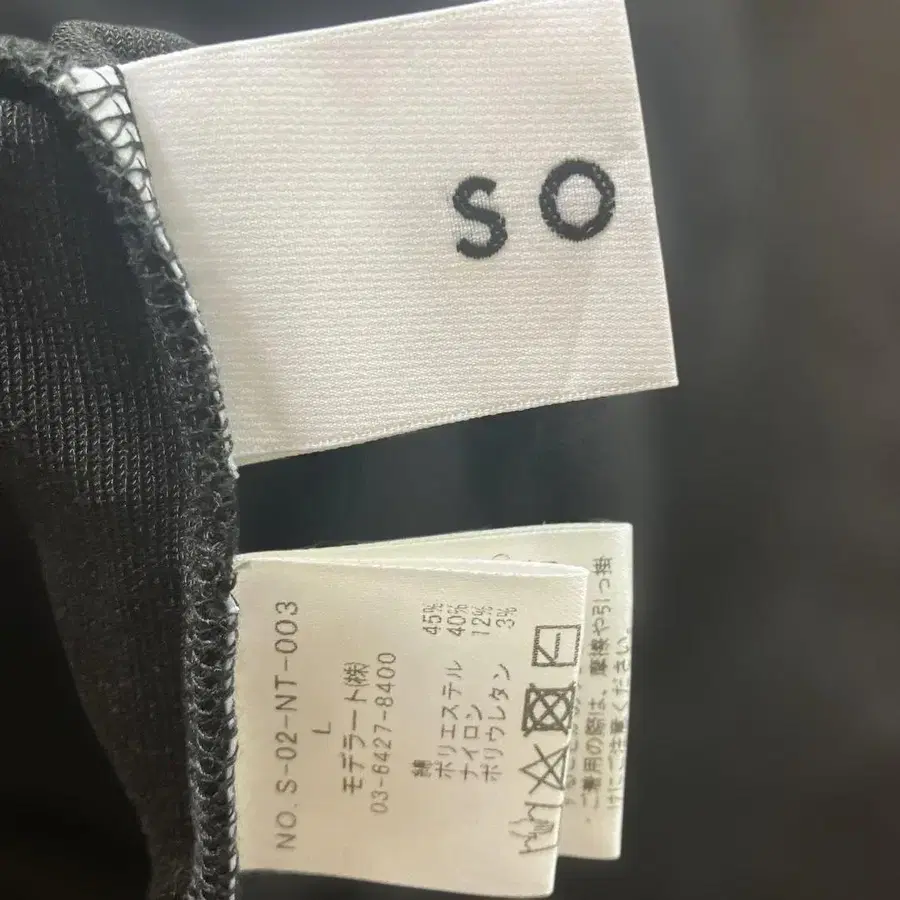 SO
NO. S-02-NT-003
L
モデラート(株)
03-6427-8400
綿 45%
ポリエステル 40%
ナイロン 12%
ポリウレタン 3%
・ご着用の際は、摩擦や引っ掛
けにご注意ください。